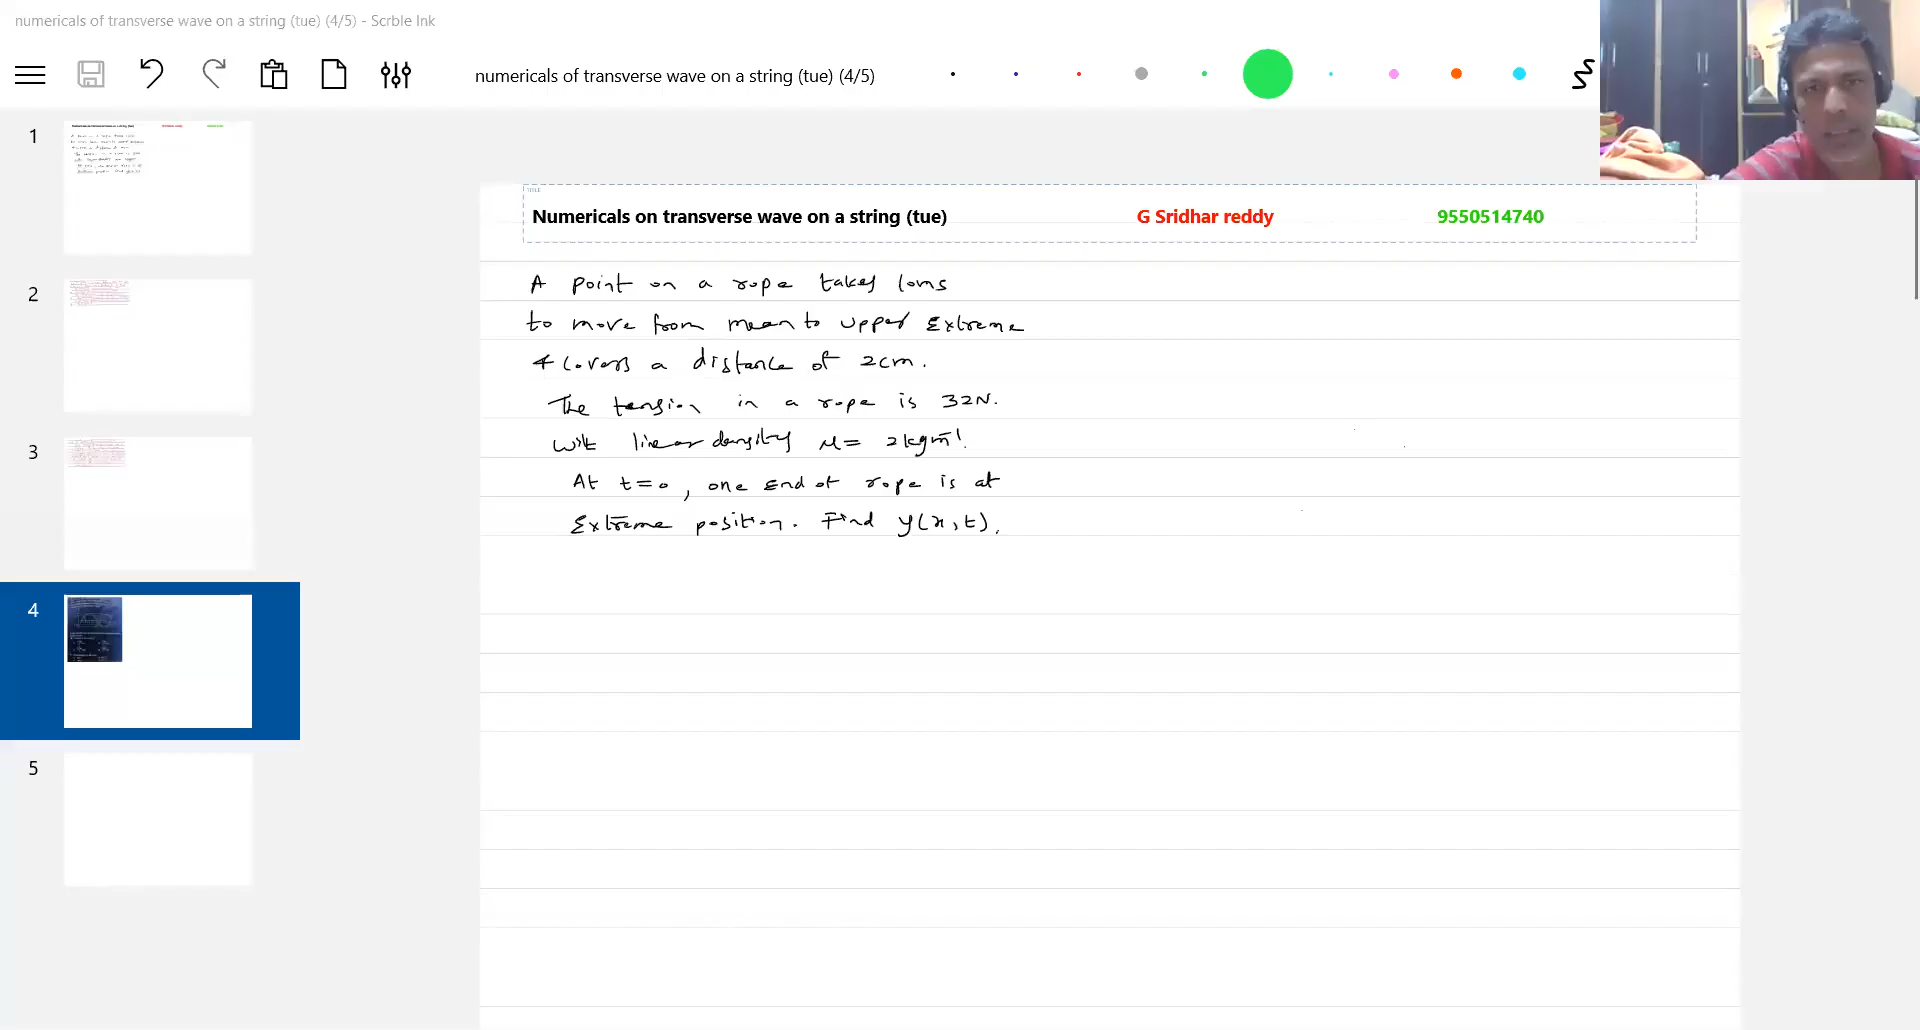 numericals of transverse wave on a string (tue) (4/5) - Scrble Ink
numericals of transverse wave on a string (tue) (4/5)
1
2
3
4
5
TITLE
Numericals on transverse wave on a string (tue) G Sridhar reddy 9550514740
A point on a rope takes 10ms
to move from mean to upper extreme
& covers a distance of 2cm.
The tension in a rope is 32N.
with linear density μ = 2kgm⁻¹.
At t=0, one end of rope is at
Extreme position. Find y(x,t).